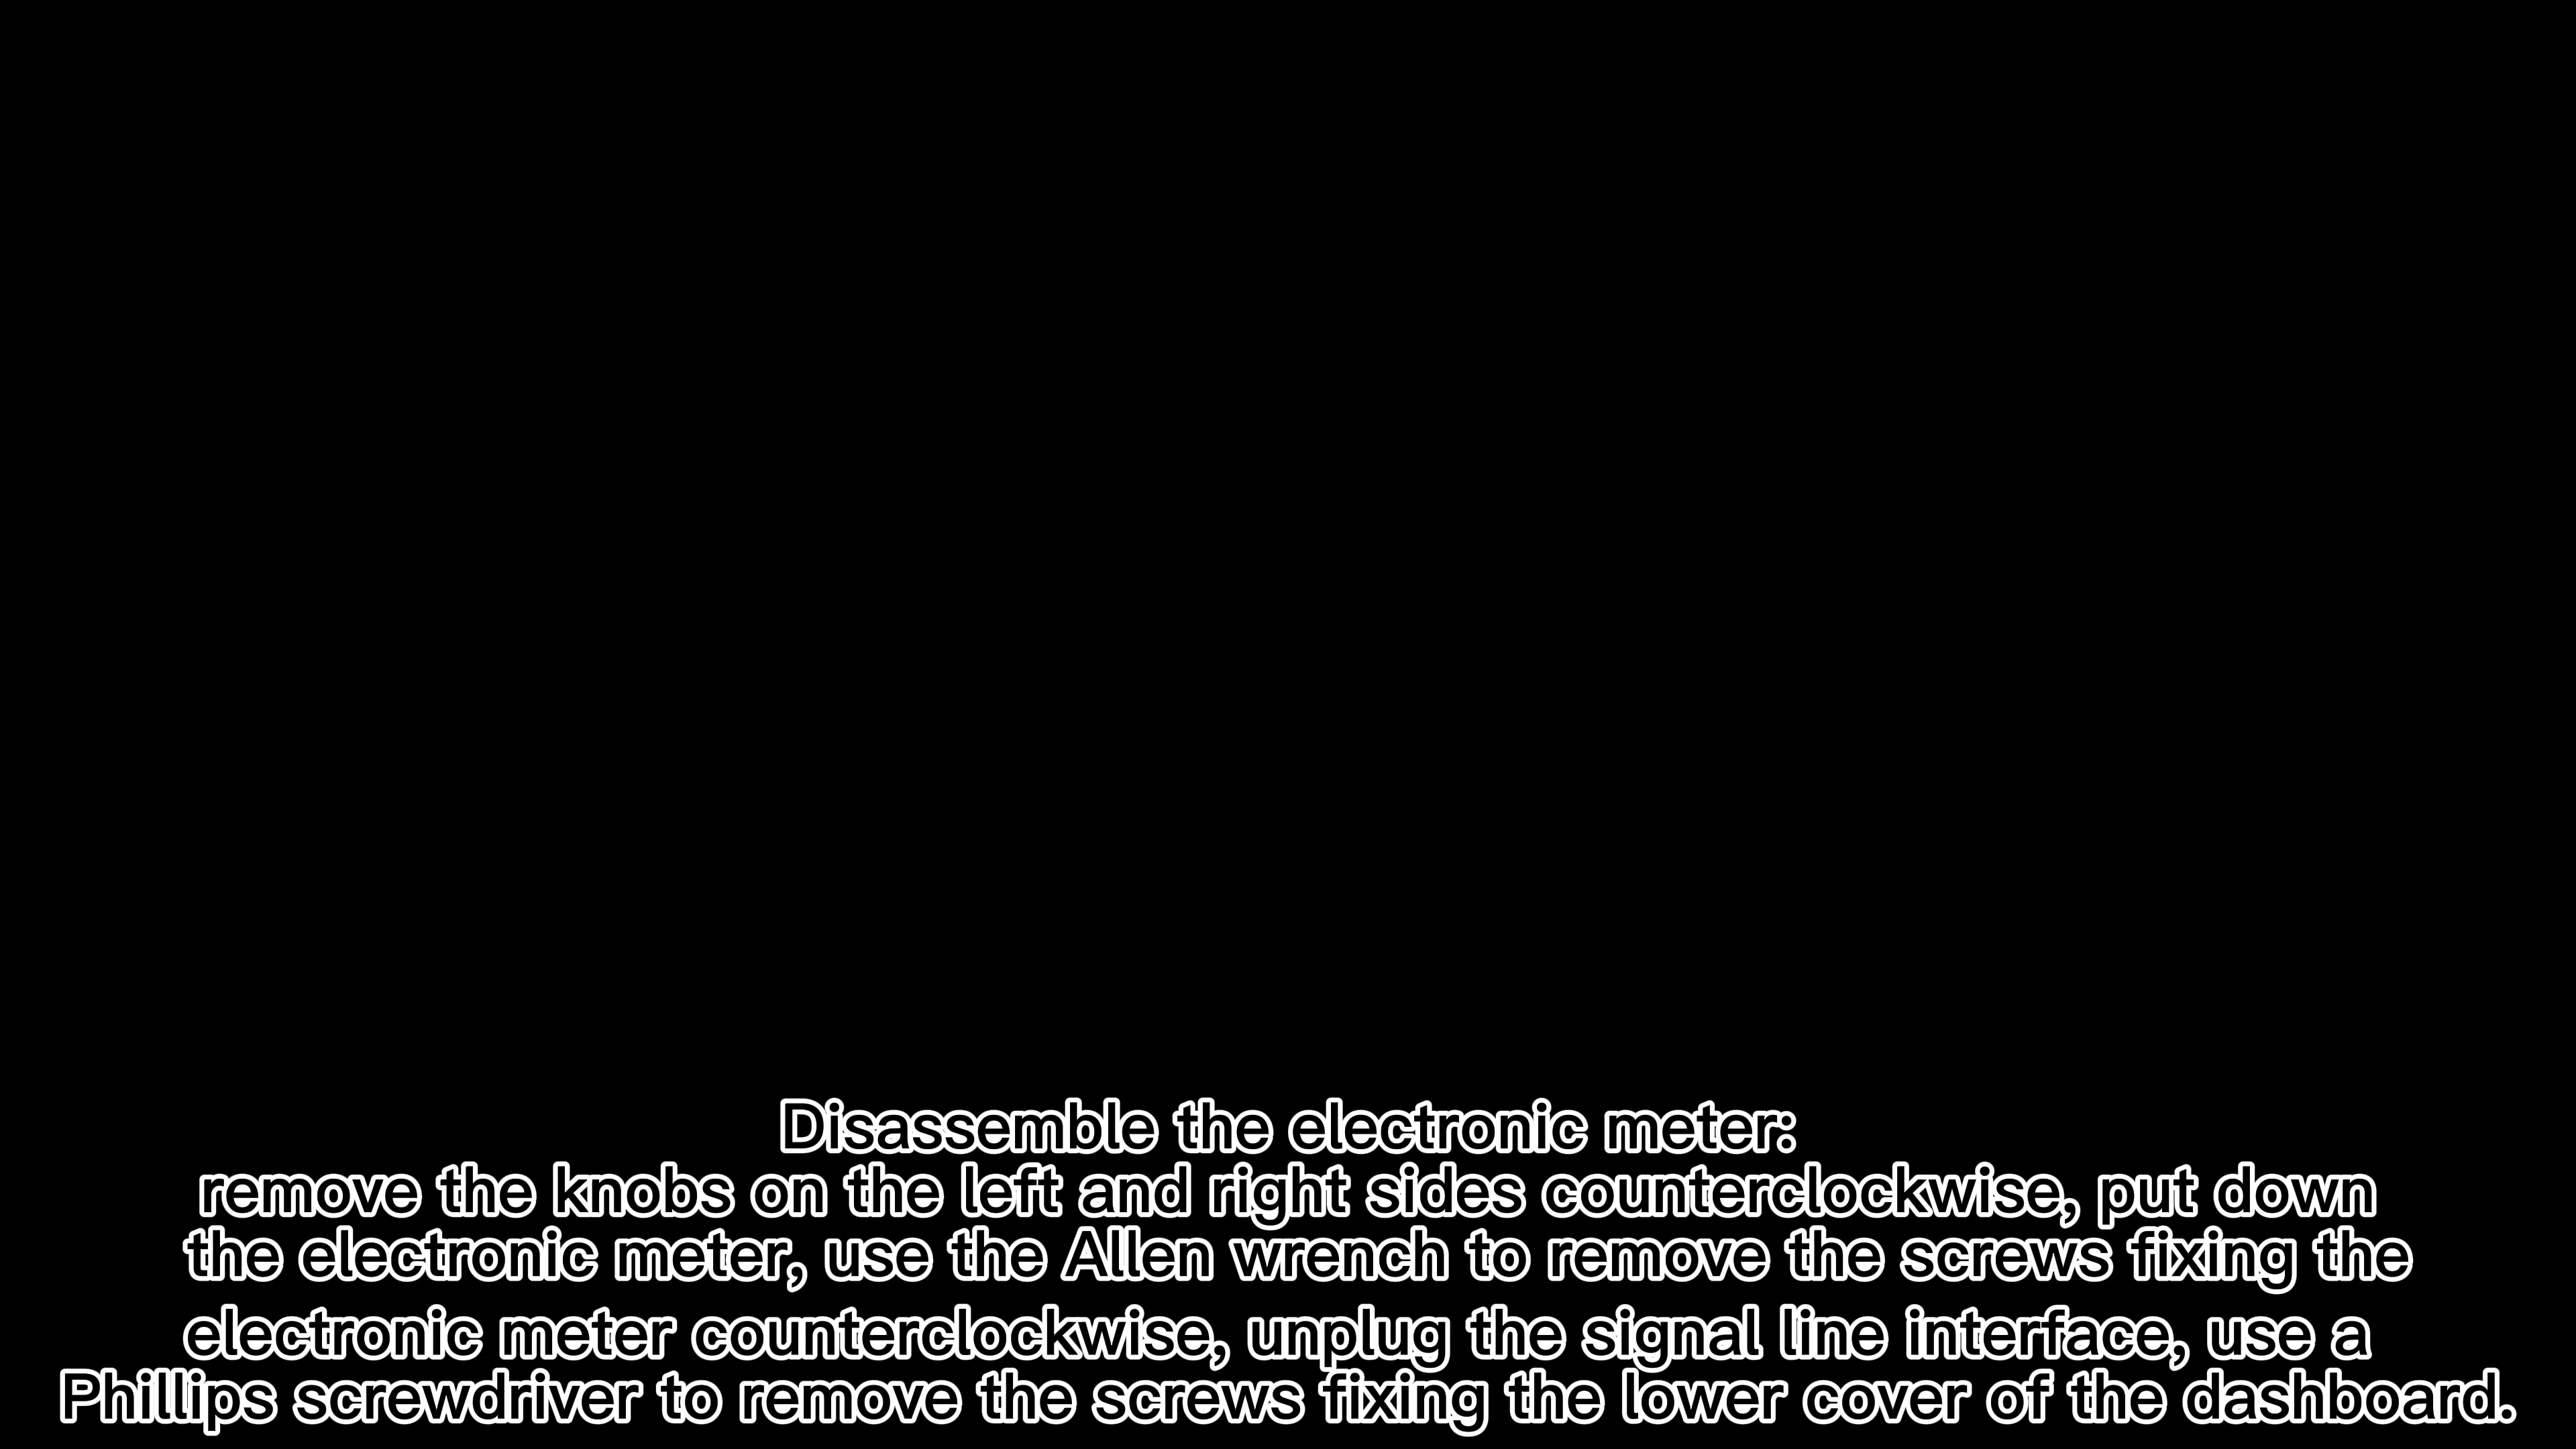 Disassemble the electronic meter:
remove the knobs on the left and right sides counterclockwise, put down
the electronic meter, use the Allen wrench to remove the screws fixing the
electronic meter counterclockwise, unplug the signal line interface, use a
Phillips screwdriver to remove the screws fixing the lower cover of the dashboard.